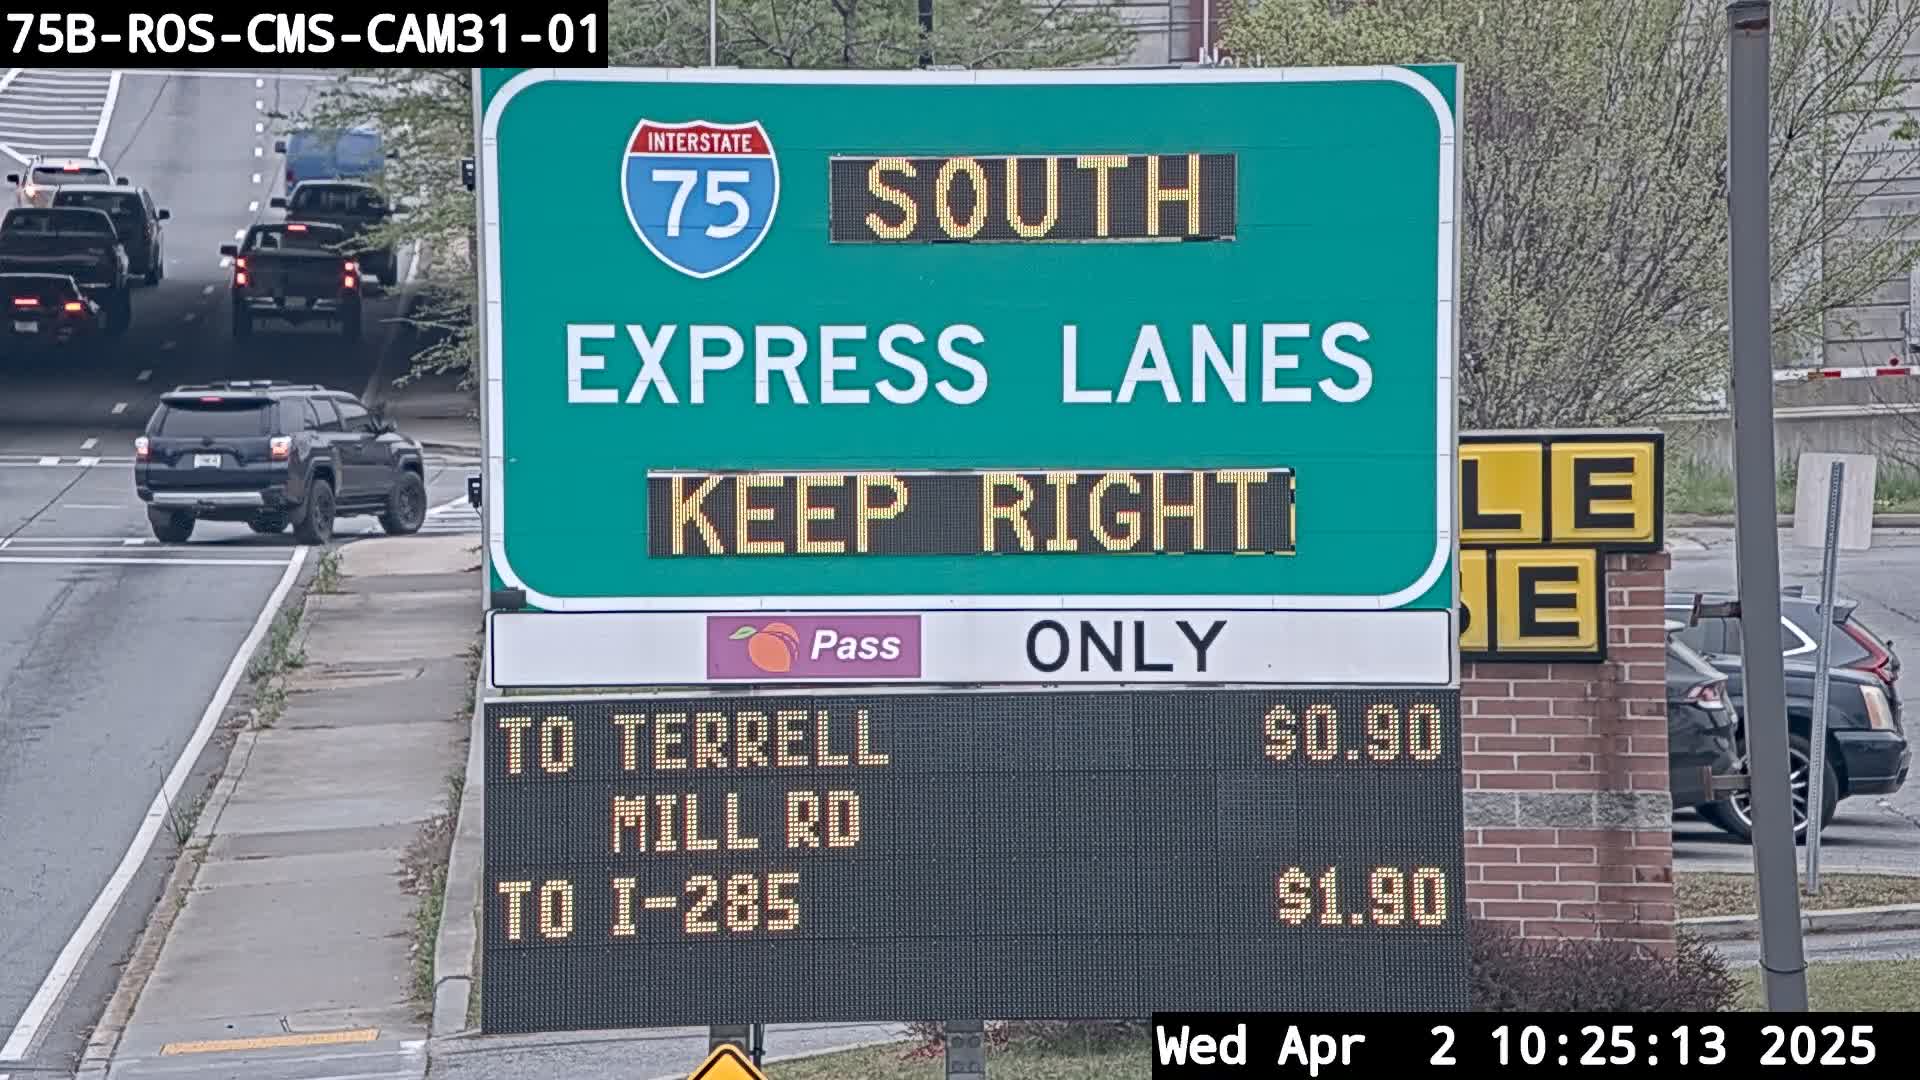 75B-ROS-CMS-CAM31-01
INTERSTATE
75
SOUTH
EXPRESS LANES
KEEP RIGHT
Pass ONLY
TO TERRELL $0.90
MILL RD
TO I-285 $1.90
LE
E
Wed Apr 2 10:25:13 2025